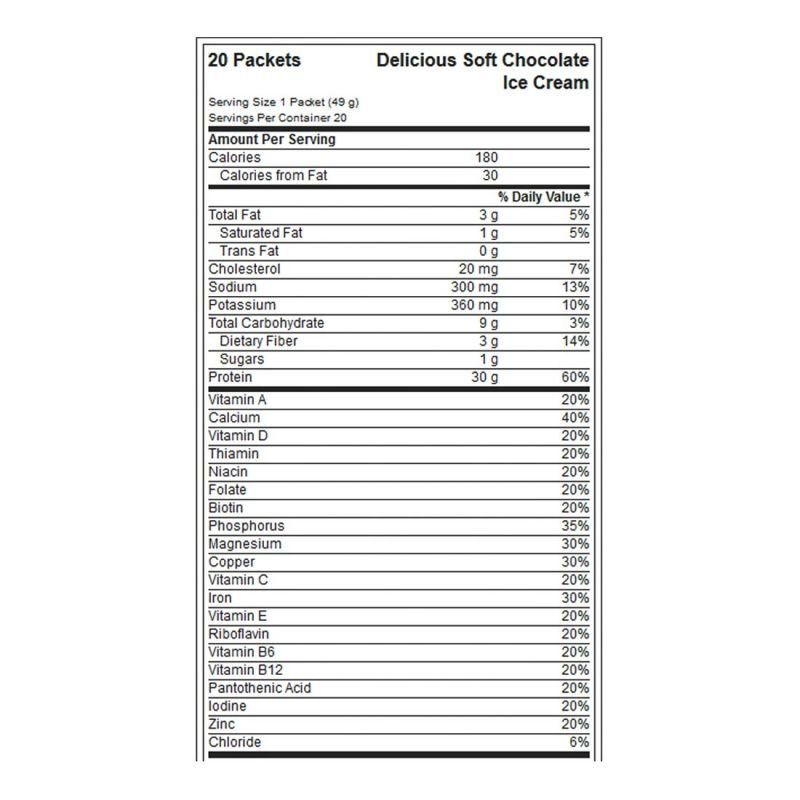 20 Packets Delicious Soft Chocolate
Ice Cream
Serving Size 1 Packet (49 g)
Servings Per Container 20
Amount Per Serving
Calories 180
Calories from Fat 30
% Daily Value *
Total Fat 3 g 5%
Saturated Fat 1 g 5%
Trans Fat 0 g
Cholesterol 20 mg 7%
Sodium 300 mg 13%
Potassium 360 mg 10%
Total Carbohydrate 9 g 3%
Dietary Fiber 3 g 14%
Sugars 1 g
Protein 30 g 60%
Vitamin A 20%
Calcium 40%
Vitamin D 20%
Thiamin 20%
Niacin 20%
Folate 20%
Biotin 20%
Phosphorus 35%
Magnesium 30%
Copper 30%
Vitamin C 20%
Iron 30%
Vitamin E 20%
Riboflavin 20%
Vitamin B6 20%
Vitamin B12 20%
Pantothenic Acid 20%
Iodine 20%
Zinc 20%
Chloride 6%